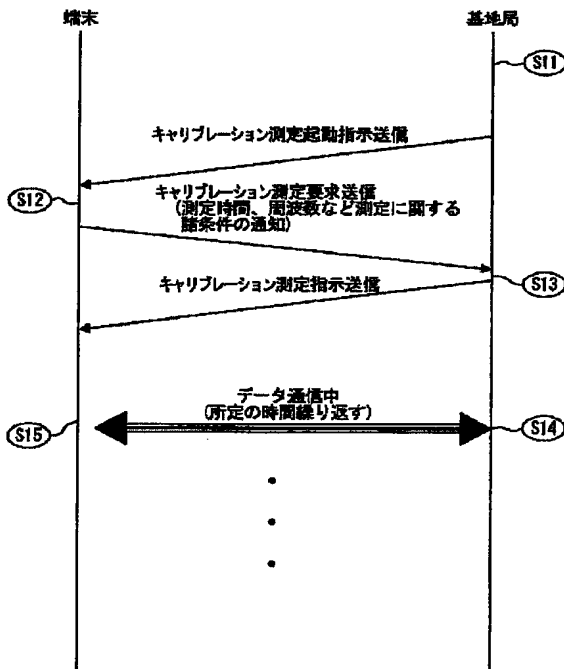 端末
基地局
S11
キャリブレーション測定起動指示送信
S12
キャリブレーション測定要求送信
(測定時間、周波数など測定に関する
諸条件の通知)
キャリブレーション測定指示送信
S13
データ通信中
(所定の時間繰り返す)
S15
S14